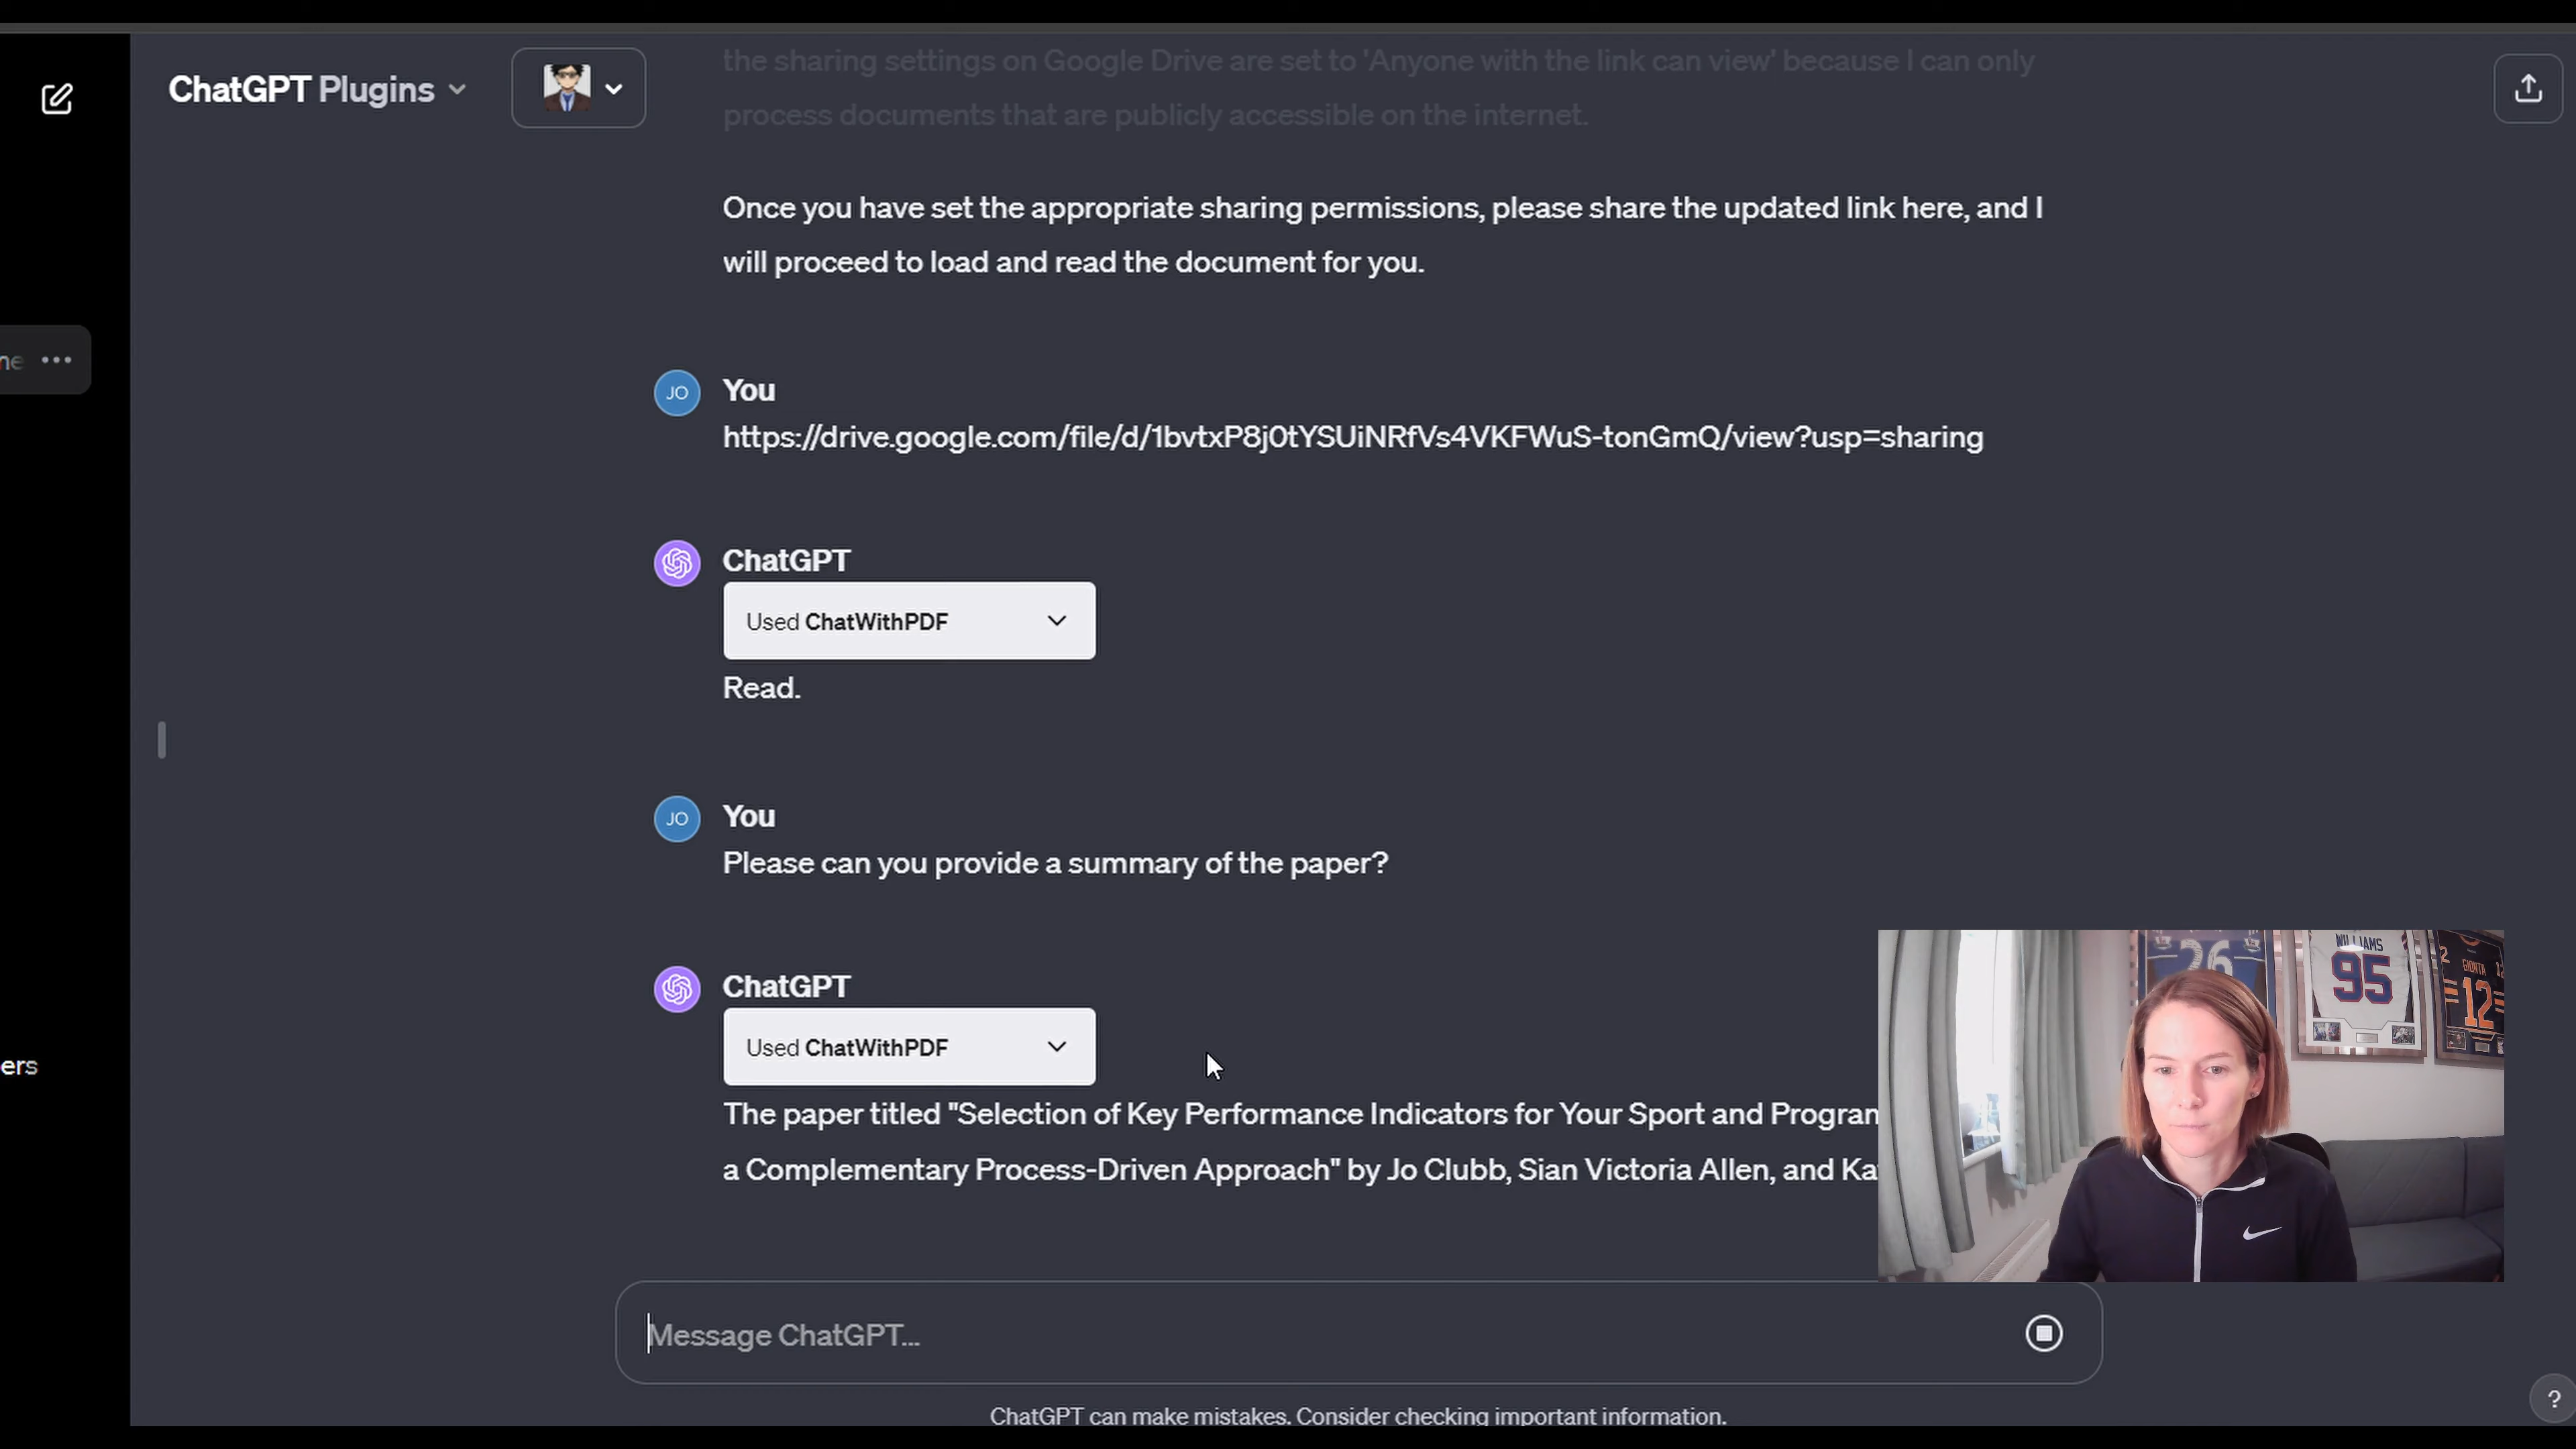 ChatGPT Plugins
the sharing settings on Google Drive are set to 'Anyone with the link can view' because I can only
process documents that are publicly accessible on the internet.
Once you have set the appropriate sharing permissions, please share the updated link here, and I
will proceed to load and read the document for you.
ne
JO
You
https://drive.google.com/file/d/1bvtxP8j0tYSUiNRfVs4VKFWuS-tonGmQ/view?usp=sharing
ChatGPT
Used ChatWithPDF
Read.
JO
You
Please can you provide a summary of the paper?
ChatGPT
Used ChatWithPDF
ers
The paper titled "Selection of Key Performance Indicators for Your Sport and Program
a Complementary Process-Driven Approach" by Jo Clubb, Sian Victoria Allen, and Ka
26
WILLIAMS
95
GIONTA
12
Message ChatGPT...
?
ChatGPT can make mistakes. Consider checking important information.